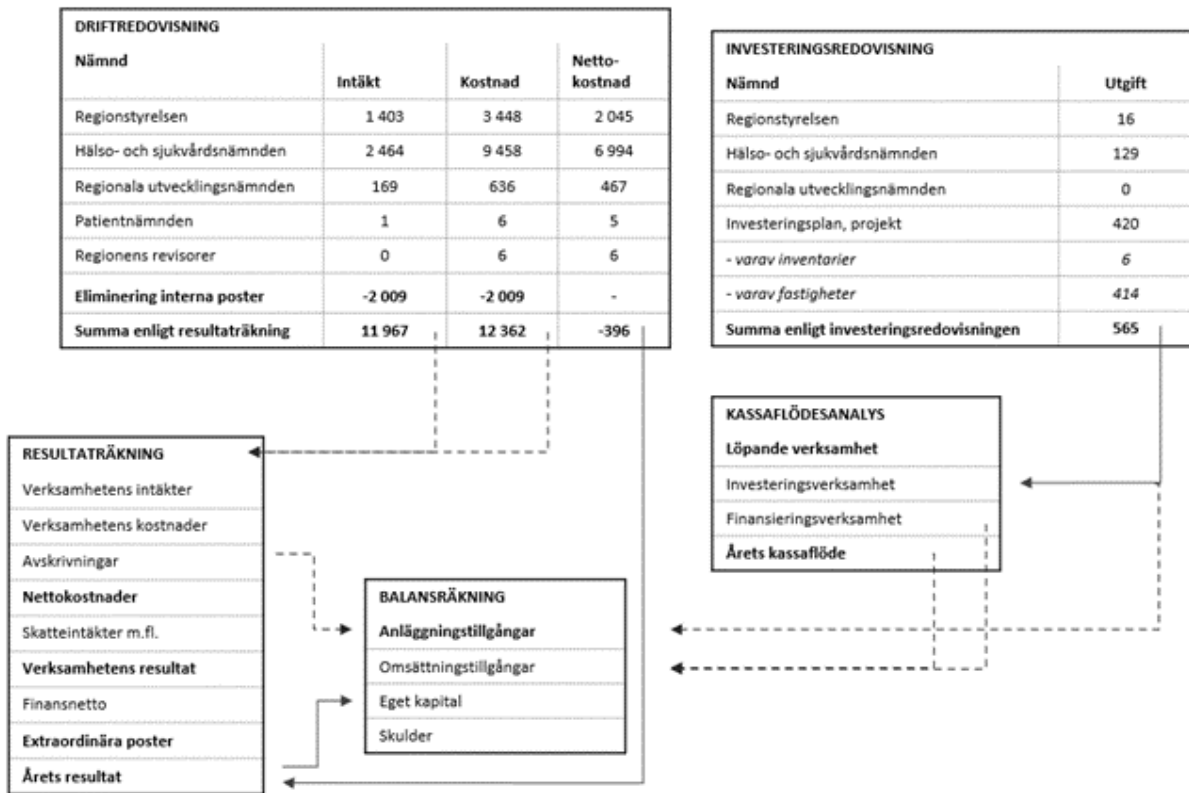 DRIFTREDOVISNING
Nämnd Intäkt Kostnad Netto-
kostnad
Regionstyrelsen 1 403 3 448 2 045
Hälso- och sjukvårdsnämnden 2 464 9 458 6 994
Regionala utvecklingsnämnden 169 636 467
Patientnämnden 1 6 5
Regionens revisorer 0 6 6
Eliminering interna poster -2 009 -2 009 -
Summa enligt resultaträkning 11 967 12 362 -396
INVESTERINGSREDOVISNING
Nämnd Utgift
Regionstyrelsen 16
Hälso- och sjukvårdsnämnden 129
Regionala utvecklingsnämnden 0
Investeringsplan, projekt 420
- varav inventarier 6
- varav fastigheter 414
Summa enligt investeringsredovisningen 565
RESULTATRÄKNING
Verksamhetens intäkter
Verksamhetens kostnader
Avskrivningar
Nettokostnader
Skatteintäkter m.fl.
Verksamhetens resultat
Finansnetto
Extraordinära poster
Årets resultat
BALANSRÄKNING
Anläggningstillgångar
Omsättningstillgångar
Eget kapital
Skulder
KASSAFLÖDESANALYS
Löpande verksamhet
Investeringsverksamhet
Finansieringsverksamhet
Årets kassaflöde